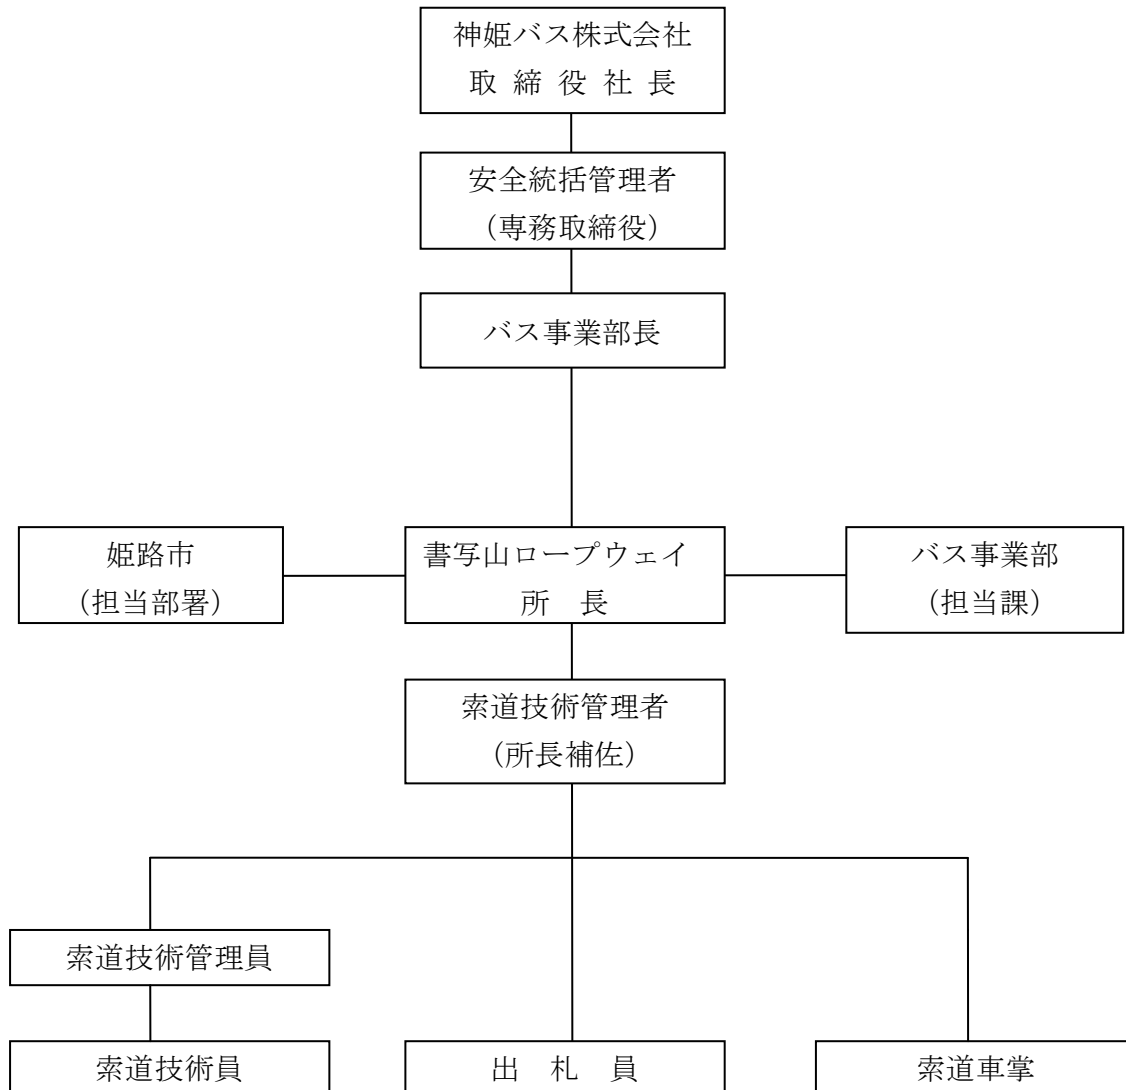 神姫バス株式会社
取 締 役 社 長
安全統括管理者
（専務取締役）
バス事業部長
姫路市
（担当部署）
書写山ロープウェイ
所　長
バス事業部
（担当課）
索道技術管理者
（所長補佐）
索道技術管理員
索道技術員
出　札　員
索道車掌